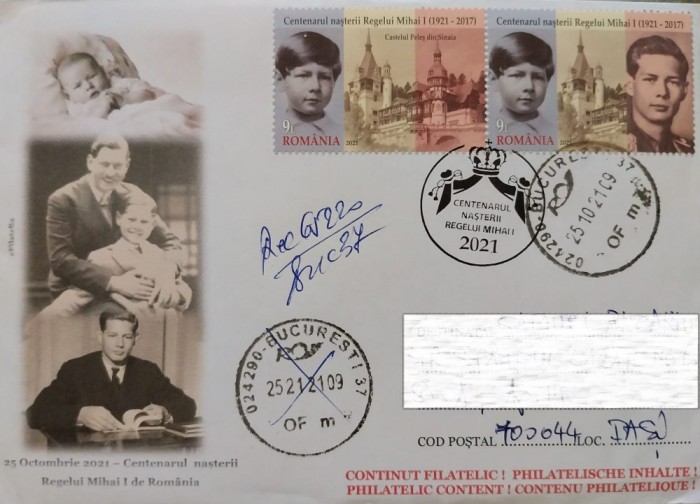 Centenarul nașterii Regelui Mihai I (1921 - 2017)
Castelul Peleș din Sinaia
9L
ROMÂNIA
2021
Centenarul nașterii Regelui Mihai I (1921 - 2017)
9L
ROMÂNIA
2021
CENTENARUL
NAȘTERII
REGELUI MIHAI I
2021
024290-BUCUREȘTI 37
25 10 21 09
OF m
ePhilatelia
024290-BUCUREȘTI 37
25 21 21 09
OF m
COD POȘTAL 700044 LOC. IAȘI
25 Octombrie 2021 – Centenarul nașterii
Regelui Mihai I de România
CONTINUT FILATELIC ! PHILATELISCHE INHALTE !
PHILATELIC CONTENT ! CONTENU PHILATELIQUE !